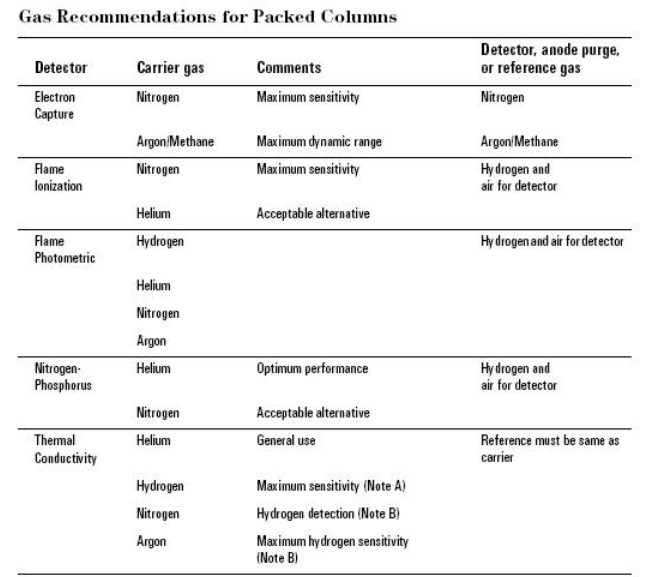 Gas Recommendations for Packed Columns
Detector, anode purge,
Detector Carrier gas Comments or reference gas
Electron Nitrogen Maximum sensitivity Nitrogen
Capture
Argon/Methane Maximum dynamic range Argon/Methane
Flame Nitrogen Maximum sensitivity Hydrogen and
Ionization air for detector
Helium Acceptable alternative
Flame Hydrogen Hydrogen and air for detector
Photometric
Helium
Nitrogen
Argon
Nitrogen- Helium Optimum performance Hydrogen and
Phosphorus air for detector
Nitrogen Acceptable alternative
Thermal Helium General use Reference must be same as
Conductivity carrier
Hydrogen Maximum sensitivity (Note A)
Nitrogen Hydrogen detection (Note B)
Argon Maximum hydrogen sensitivity
(Note B)